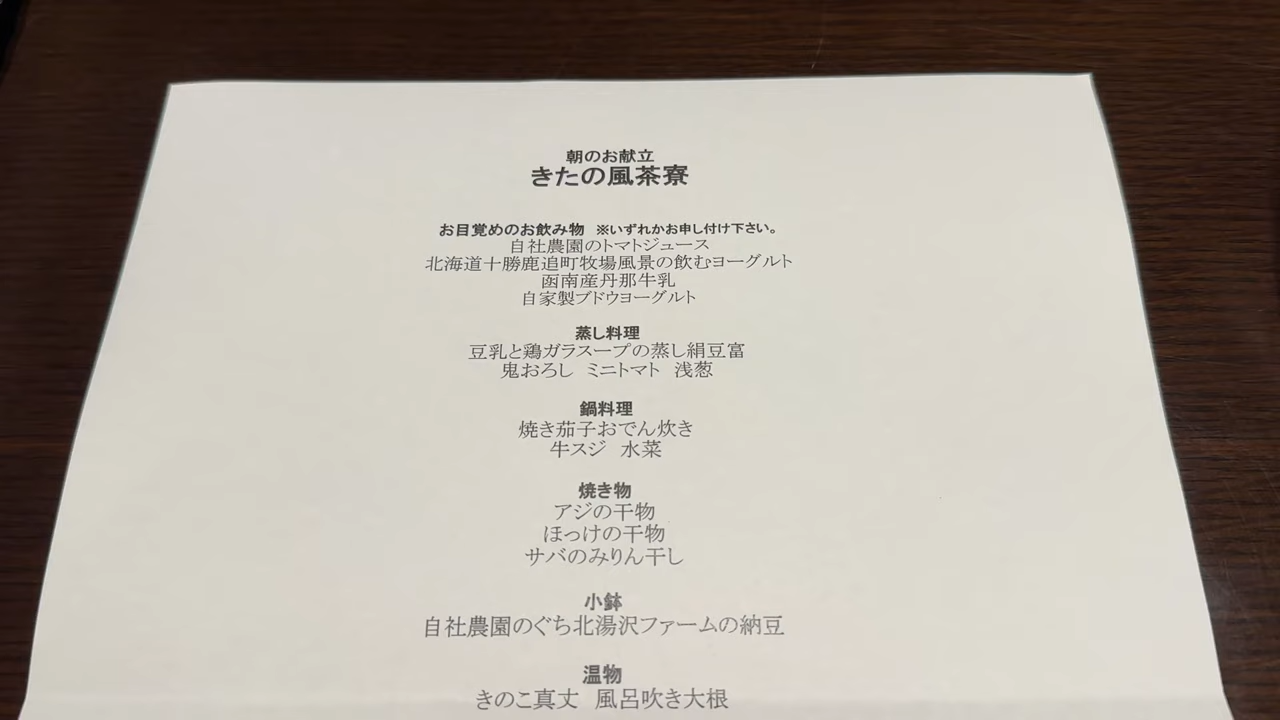 朝のお献立
きたの風茶寮
お目覚めのお飲み物　※いずれかお申し付け下さい。
自社農園のトマトジュース
北海道十勝鹿追町牧場風景の飲むヨーグルト
函南産丹那牛乳
自家製ブドウヨーグルト
蒸し料理
豆乳と鶏ガラスープの蒸し絹豆富
鬼おろし　ミニトマト　浅葱
鍋料理
焼き茄子おでん炊き
牛スジ　水菜
焼き物
アジの干物
ほっけの干物
サバのみりん干し
小鉢
自社農園のぐち北湯沢ファームの納豆
温物
きのこ真丈　風呂吹き大根